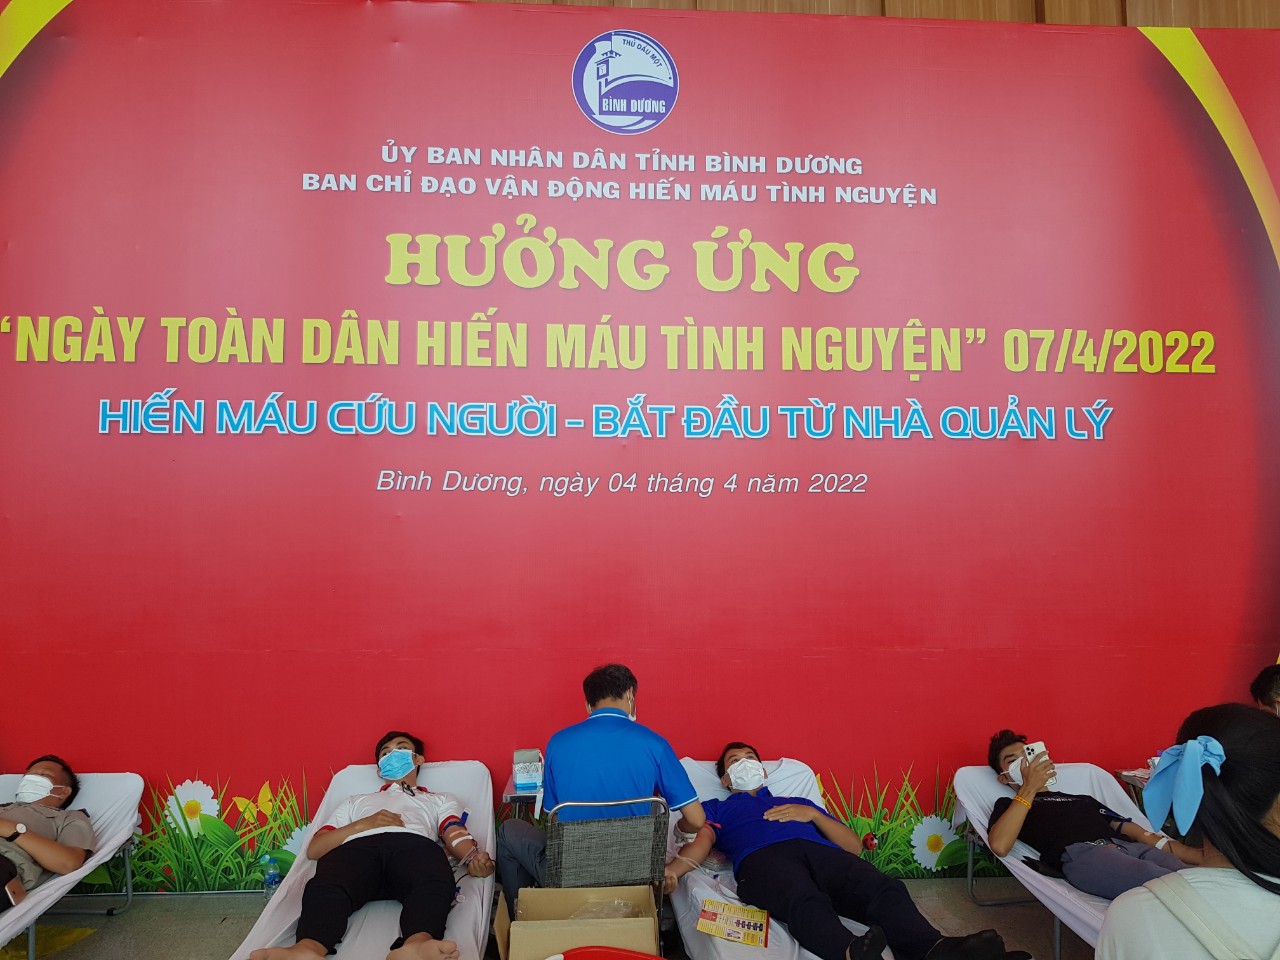 THỦ DẦU MỘT
BÌNH DƯƠNG
ỦY BAN NHÂN DÂN TỈNH BÌNH DƯƠNG
BAN CHỈ ĐẠO VẬN ĐỘNG HIẾN MÁU TÌNH NGUYỆN
HƯỞNG ỨNG
“NGÀY TOÀN DÂN HIẾN MÁU TÌNH NGUYỆN” 07/4/2022
HIẾN MÁU CỨU NGƯỜI – BẮT ĐẦU TỪ NHÀ QUẢN LÝ
Bình Dương, ngày 04 tháng 4 năm 2022